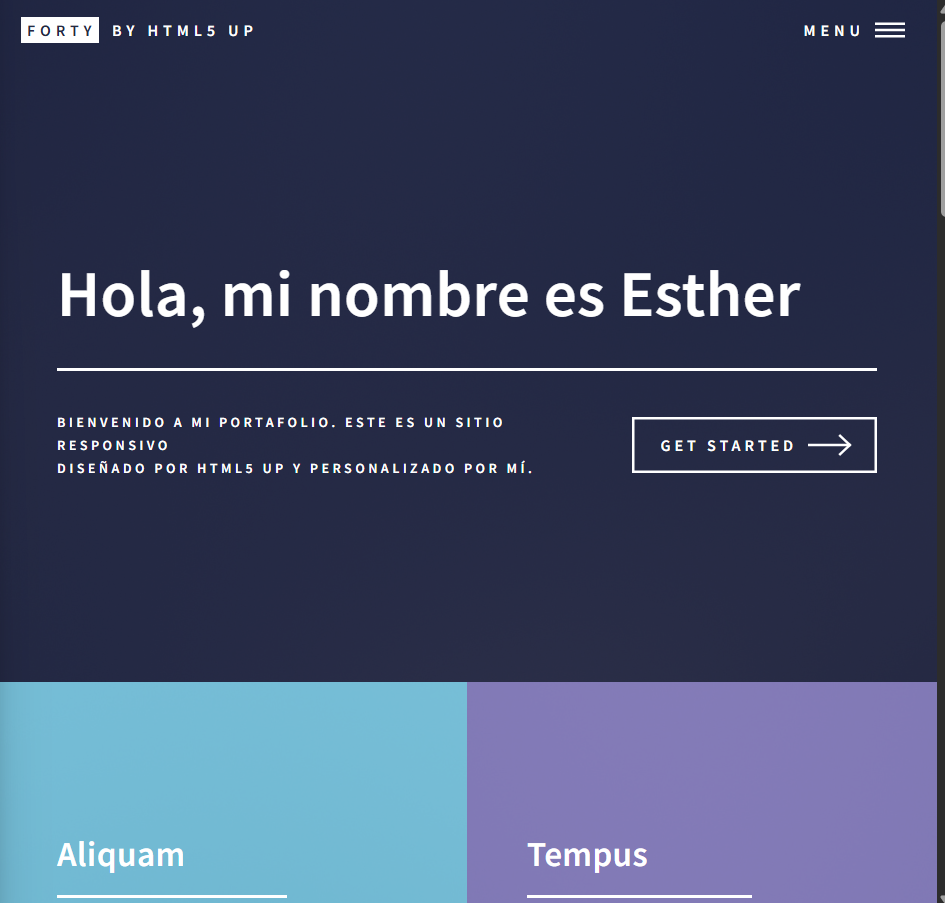 FORTY BY HTML5 UP
MENU
Hola, mi nombre es Esther
BIENVENIDO A MI PORTAFOLIO. ESTE ES UN SITIO
RESPONSIVO
DISEÑADO POR HTML5 UP Y PERSONALIZADO POR MÍ.
GET STARTED
Aliquam
Tempus